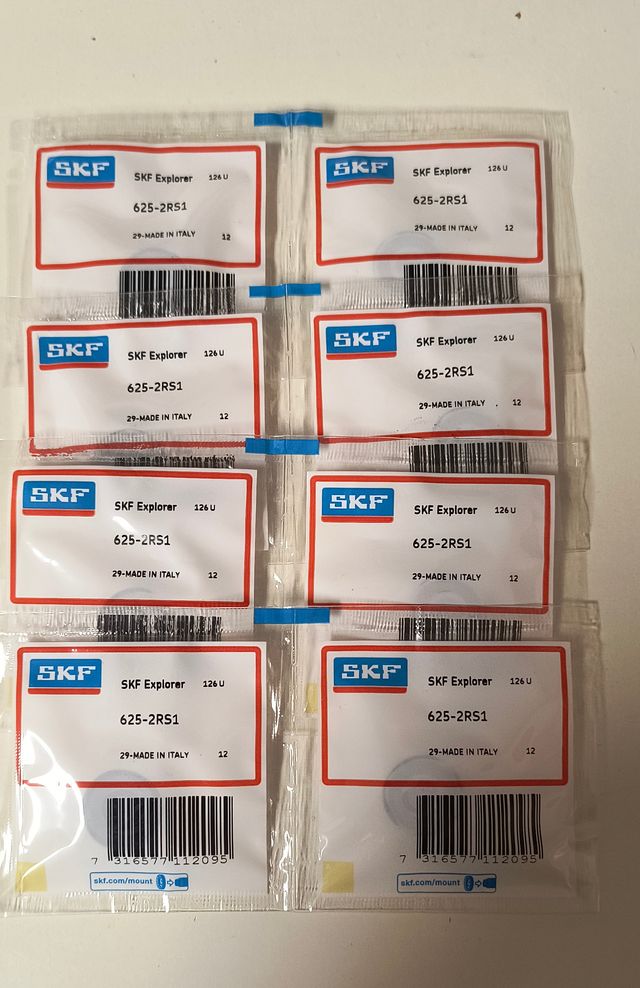 SKF
SKF Explorer 126 U
625-2RS1
29-MADE IN ITALY 12
SKF
SKF Explorer 126 U
625-2RS1
29-MADE IN ITALY 12
SKF
SKF Explorer 126 U
625-2RS1
29-MADE IN ITALY 12
SKF
SKF Explorer 126 U
625-2RS1
29-MADE IN ITALY 12
SKF
SKF Explorer 126 U
625-2RS1
29-MADE IN ITALY 12
SKF
SKF Explorer 126 U
625-2RS1
29-MADE IN ITALY 12
SKF
SKF Explorer 126 U
625-2RS1
29-MADE IN ITALY 12
7 316577 112095
skf.com/mount
SKF
SKF Explorer 126 U
625-2RS1
29-MADE IN ITALY 12
7 316577 112095
skf.com/mount